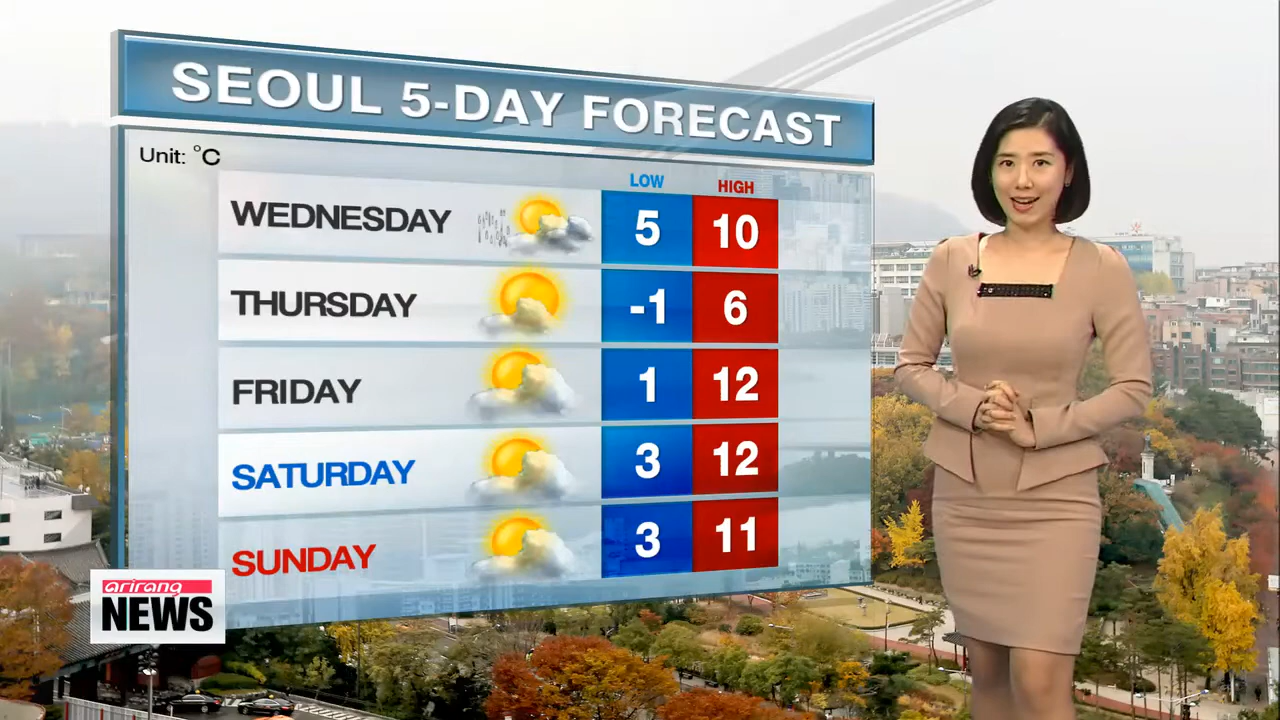 SEOUL 5-DAY FORECAST
Unit: °C
LOW HIGH
WEDNESDAY 5 10
THURSDAY -1 6
FRIDAY 1 12
SATURDAY 3 12
SUNDAY 3 11
arirang
NEWS